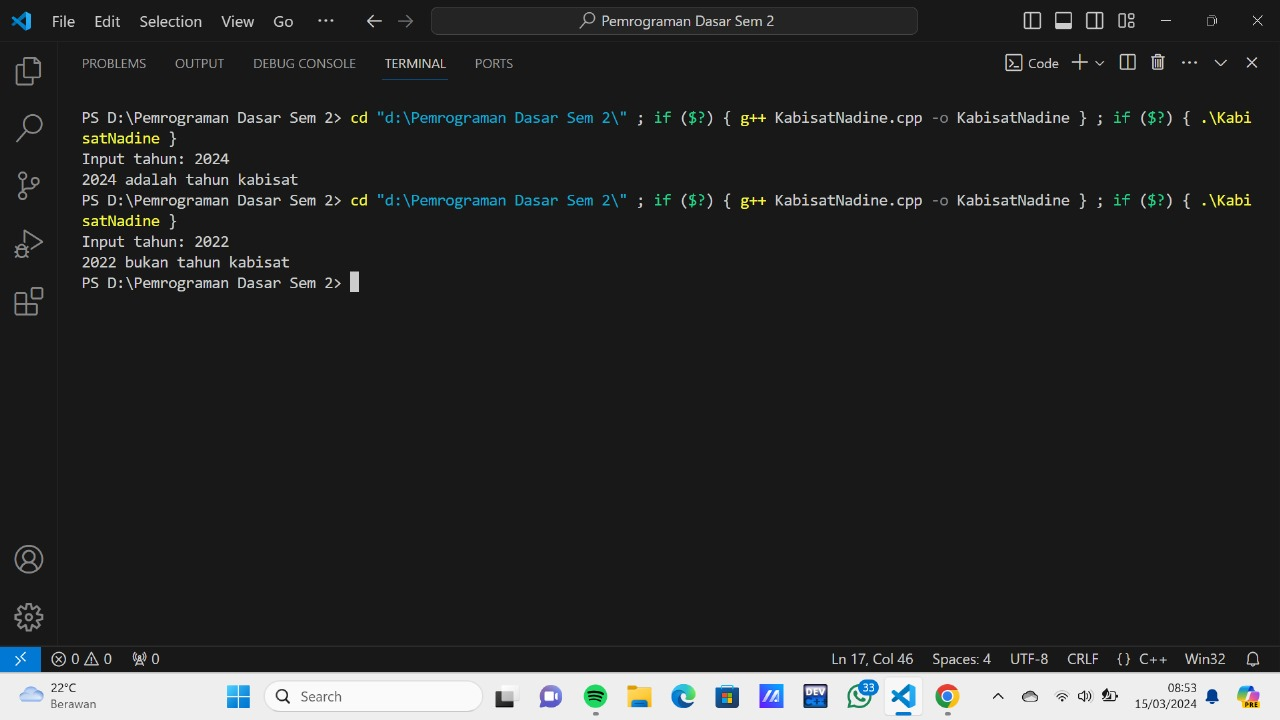 File Edit Selection View Go ··· Pemrograman Dasar Sem 2
PROBLEMS OUTPUT DEBUG CONSOLE TERMINAL PORTS Code
PS D:\Pemrograman Dasar Sem 2> cd "d:\Pemrograman Dasar Sem 2\" ; if ($?) { g++ KabisatNadine.cpp -o KabisatNadine } ; if ($?) { .\Kabi
satNadine }
Input tahun: 2024
2024 adalah tahun kabisat
PS D:\Pemrograman Dasar Sem 2> cd "d:\Pemrograman Dasar Sem 2\" ; if ($?) { g++ KabisatNadine.cpp -o KabisatNadine } ; if ($?) { .\Kabi
satNadine }
Input tahun: 2022
2022 bukan tahun kabisat
PS D:\Pemrograman Dasar Sem 2>
0 0 0 Ln 17, Col 46 Spaces: 4 UTF-8 CRLF {} C++ Win32
22°C
Berawan
Search
DEV
33
08:53
15/03/2024
PRE